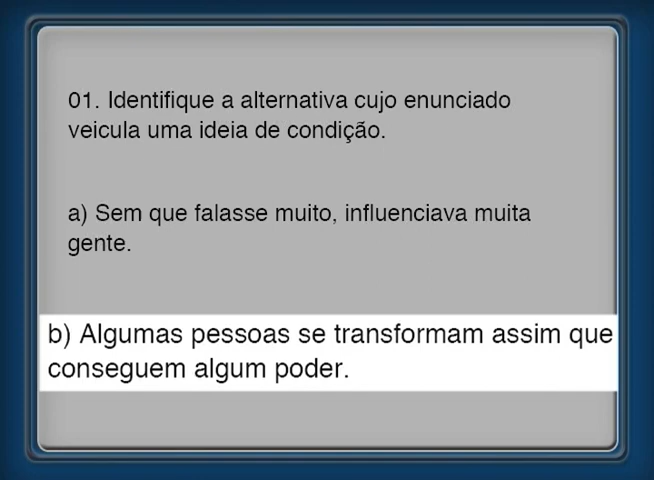 01. Identifique a alternativa cujo enunciado
veicula uma ideia de condição.
a) Sem que falasse muito, influenciava muita
gente.
b) Algumas pessoas se transformam assim que
conseguem algum poder.